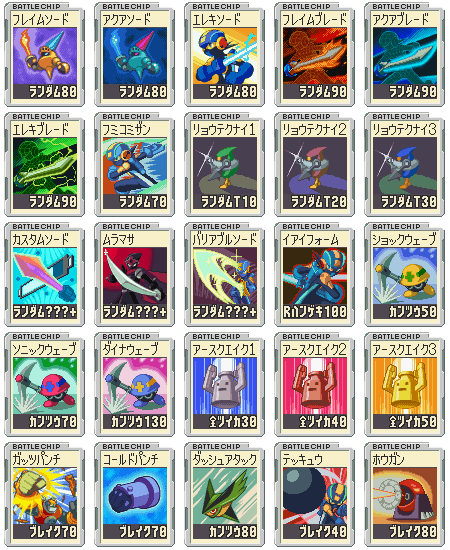 BATTLECHIP BATTLECHIP BATTLECHIP BATTLECHIP BATTLECHIP
フレイムソード アクアソード エレキソード フレイムブレード アクアブレード
ランダム80 ランダム80 ランダム80 ランダム90 ランダム90
BATTLECHIP BATTLECHIP BATTLECHIP BATTLECHIP BATTLECHIP
エレキブレード フミコミザン リョウテクナイ1 リョウテクナイ2 リョウテクナイ3
ランダム90 ランダム70 ランダムT10 ランダムT20 ランダムT30
BATTLECHIP BATTLECHIP BATTLECHIP BATTLECHIP BATTLECHIP
カスタムソード ムラマサ バリアブルソード イアイフォーム ショックウェーブ
ランダム???+ ランダム???+ ランダム???+ Rハンゲキ100 カンツウ50
BATTLECHIP BATTLECHIP BATTLECHIP BATTLECHIP BATTLECHIP
ソニックウェーブ ダイナウェーブ アースクエイク1 アースクエイク2 アースクエイク3
カンツウ70 カンツウ130 全ツイカ30 全ツイカ40 全ツイカ50
BATTLECHIP BATTLECHIP BATTLECHIP BATTLECHIP BATTLECHIP
ガッツパンチ コールドパンチ ダッシュアタック テッキュウ ホウガン
ブレイク70 ブレイク70 カンツウ80 ブレイク40 ブレイク80